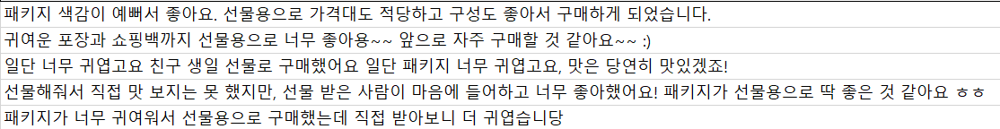 패키지 색감이 예뻐서 좋아요. 선물용으로 가격대도 적당하고 구성도 좋아서 구매하게 되었습니다.
귀여운 포장과 쇼핑백까지 선물용으로 너무 좋아용~~ 앞으로 자주 구매할 것 같아요~~ :)
일단 너무 귀엽고요 친구 생일 선물로 구매했어요 일단 패키지 너무 귀엽고요, 맛은 당연히 맛있겠죠!
선물해줘서 직접 맛 보지는 못 했지만, 선물 받은 사람이 마음에 들어하고 너무 좋아했어요! 패키지가 선물용으로 딱 좋은 것 같아요 ㅎㅎ
패키지가 너무 귀여워서 선물용으로 구매했는데 직접 받아보니 더 귀엽습니당